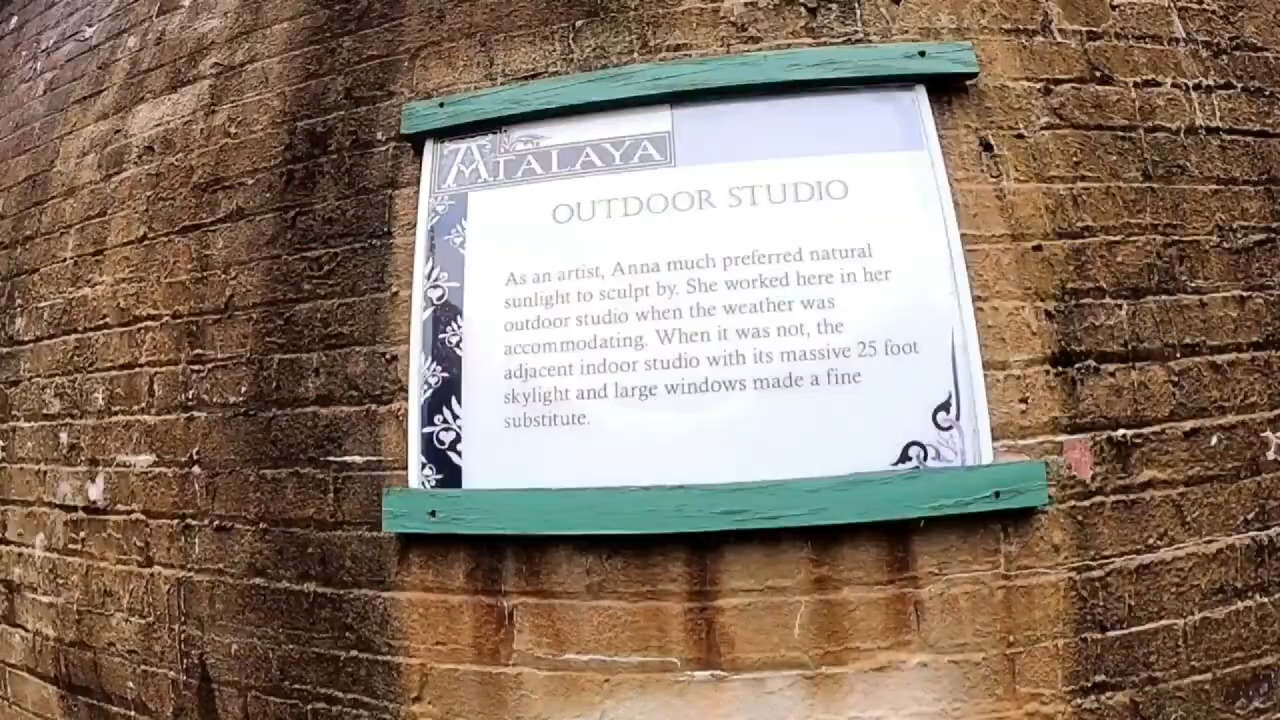 ATALAYA
OUTDOOR STUDIO
As an artist, Anna much preferred natural
sunlight to sculpt by. She worked here in her
outdoor studio when the weather was
accommodating. When it was not, the
adjacent indoor studio with its massive 25 foot
skylight and large windows made a fine
substitute.